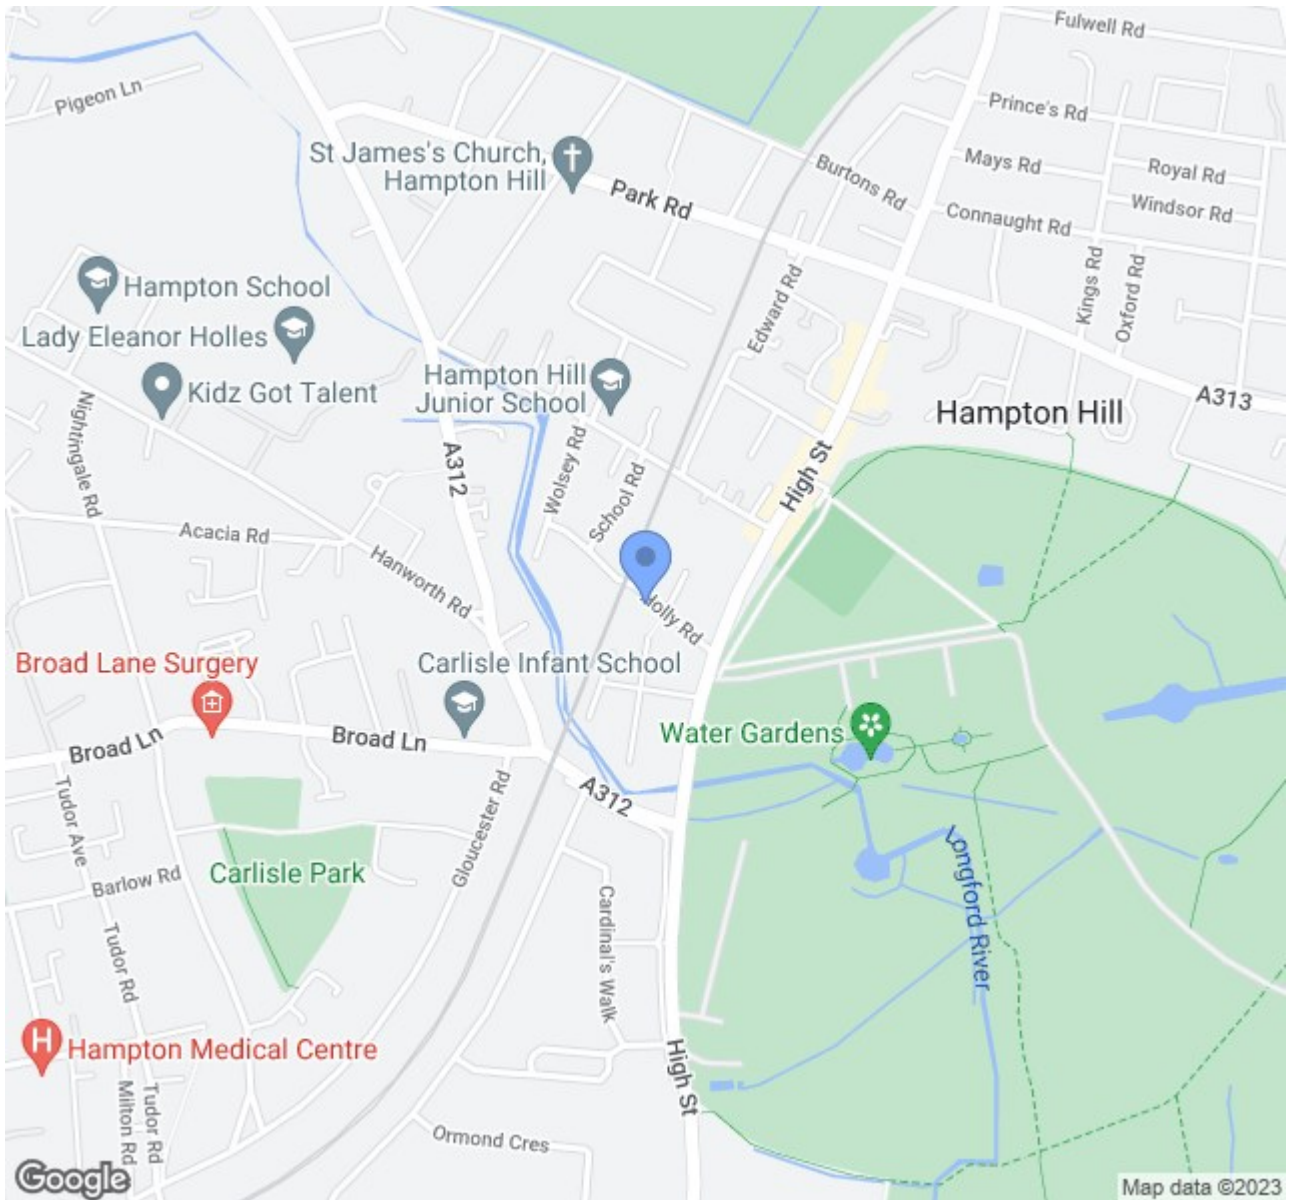 Fulwell Rd
Pigeon Ln
Prince's Rd
St James's Church,
Hampton Hill
Park Rd
Burtons Rd
Mays Rd
Royal Rd
Windsor Rd
Connaught Rd
Kings Rd
Oxford Rd
Edward Rd
Hampton School
Lady Eleanor Holles
Kidz Got Talent
Hampton Hill
Junior School
A313
Hampton Hill
Nightingale Rd
A312
Wolsey Rd
School Rd
High St
Acacia Rd
Hanworth Rd
Holly Rd
Broad Lane Surgery
Carlisle Infant School
Water Gardens
Broad Ln
Broad Ln
A312
Tudor Ave
Gloucester Rd
Carlisle Park
Barlow Rd
Cardinal's Walk
Longford River
Tudor Rd
Hampton Medical Centre
High St
Milton Rd
Tudor Rd
Ormond Cres
Google
Map data ©2023